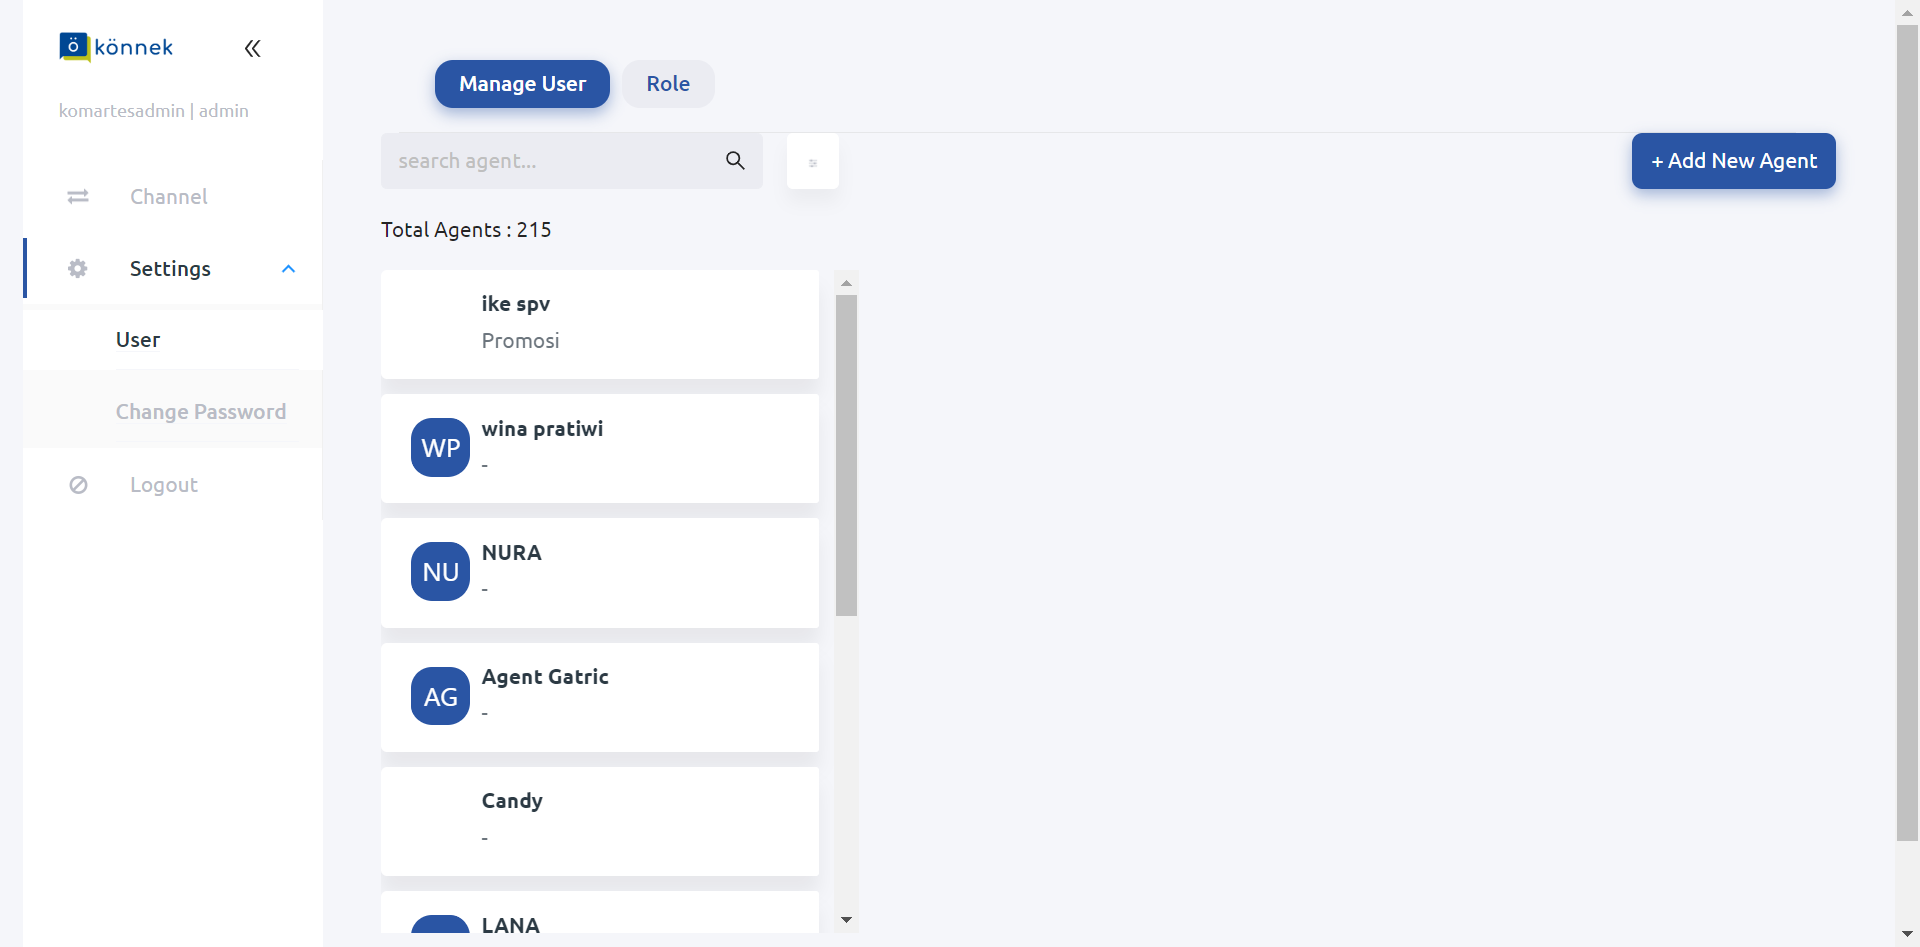 könnek
komartesadmin | admin
Channel
Settings
User
Change Password
Logout
Manage User
Role
search agent...
+ Add New Agent
Total Agents : 215
ike spv
Promosi
WP
wina pratiwi
-
NU
NURA
-
AG
Agent Gatric
-
Candy
-
LANA